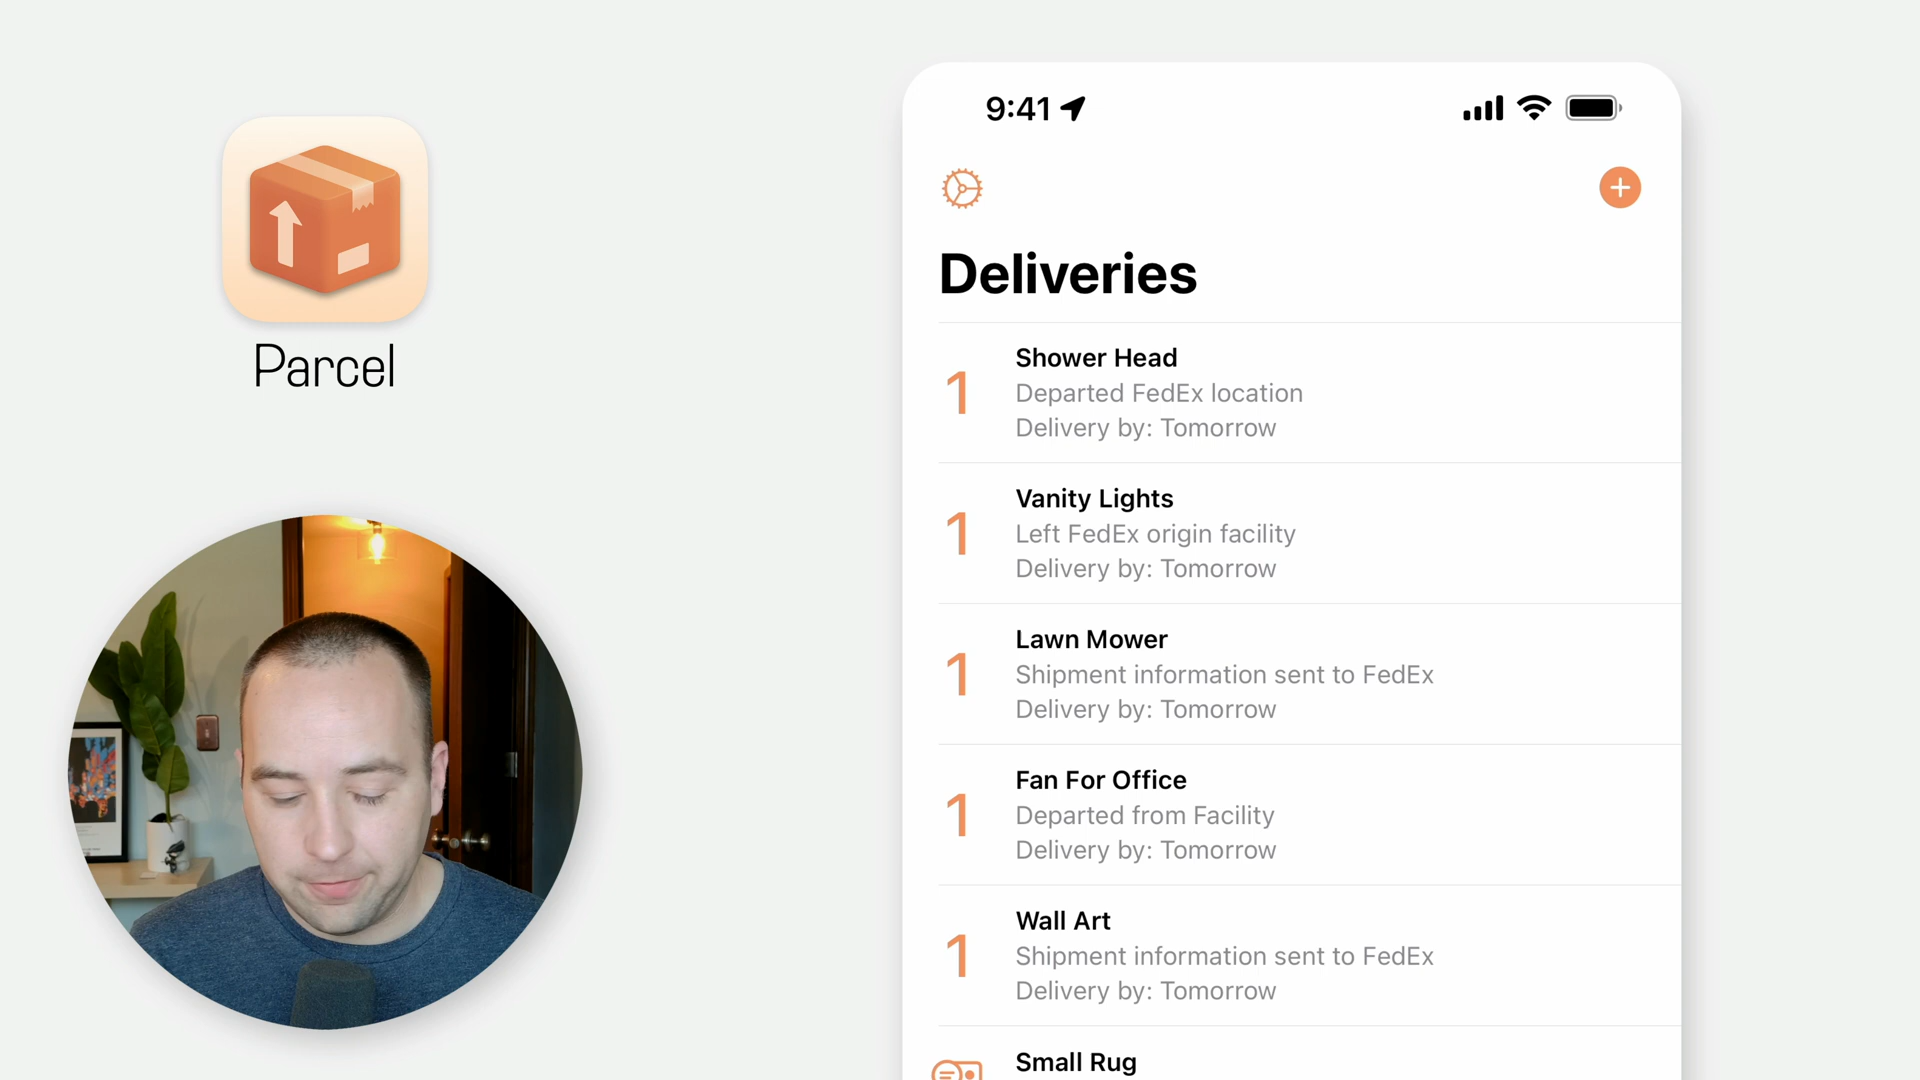 Parcel
9:41
Deliveries
1
Shower Head
Departed FedEx location
Delivery by: Tomorrow
1
Vanity Lights
Left FedEx origin facility
Delivery by: Tomorrow
1
Lawn Mower
Shipment information sent to FedEx
Delivery by: Tomorrow
1
Fan For Office
Departed from Facility
Delivery by: Tomorrow
1
Wall Art
Shipment information sent to FedEx
Delivery by: Tomorrow
Small Rug